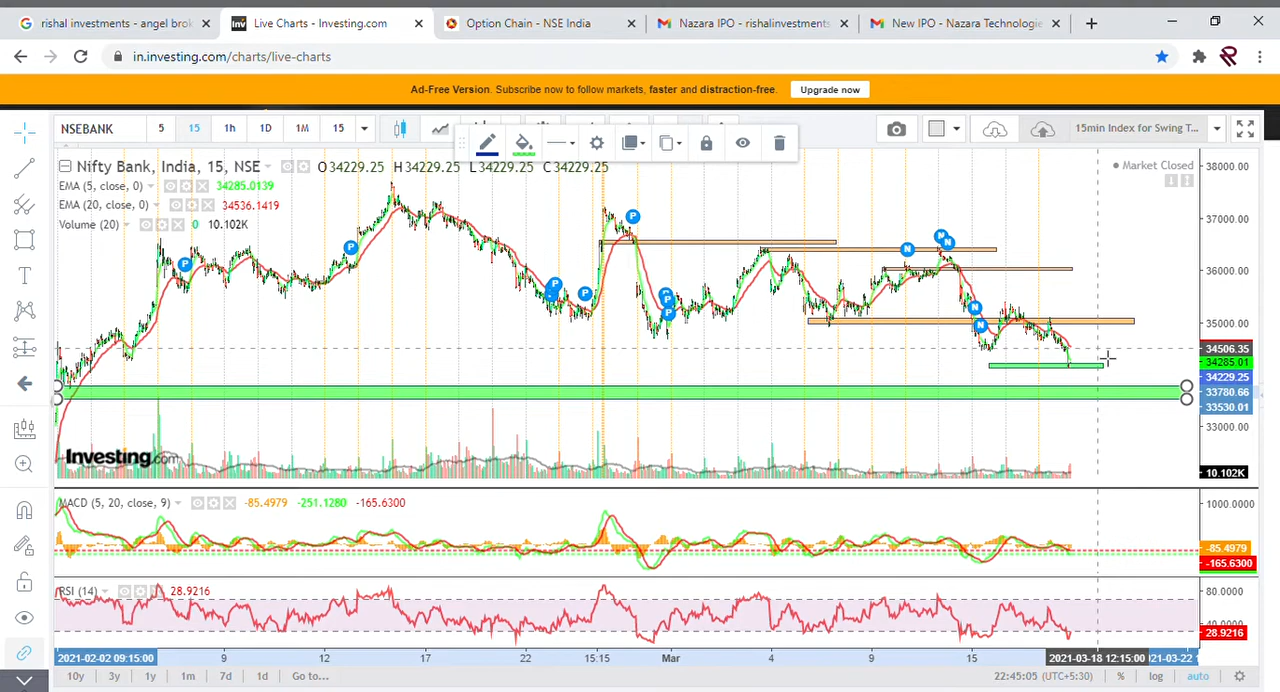 rishal investments - angel brok
Live Charts - Investing.com
Option Chain - NSE India
Nazara IPO - rishalinvestments
New IPO - Nazara Technologie
in.investing.com/charts/live-charts
Ad-Free Version. Subscribe now to follow markets, faster and distraction-free. Upgrade now
NSEBANK 5 15 1h 1D 1M 15 15min Index for Swing T...
Nifty Bank, India, 15, NSE O34229.25 H34229.25 L34229.25 C34229.25
Market Closed
EMA (5, close, 0) 34285.0139
EMA (20, close, 0) 34536.1419
Volume (20) 0 10.102K
38000.00
37000.00
36000.00
35000.00
34506.35
34285.01
34229.25
33780.66
33530.01
33000.00
P P P P P P P N N N N N
Investing.com
10.102K
MACD (5, 20, close, 9) -85.4979 -251.1280 -165.6300
1000.0000
-85.4979
-165.6300
RSI (14) 28.9216
80.0000
40.0000
28.9216
2021-02-02 09:15:00 9 12 17 22 15:15 Mar 4 9 15 2021-03-18 12:15:00
10y 3y 1y 1m 7d 1d Go to... 22:45:05 (UTC+5:30) % log auto